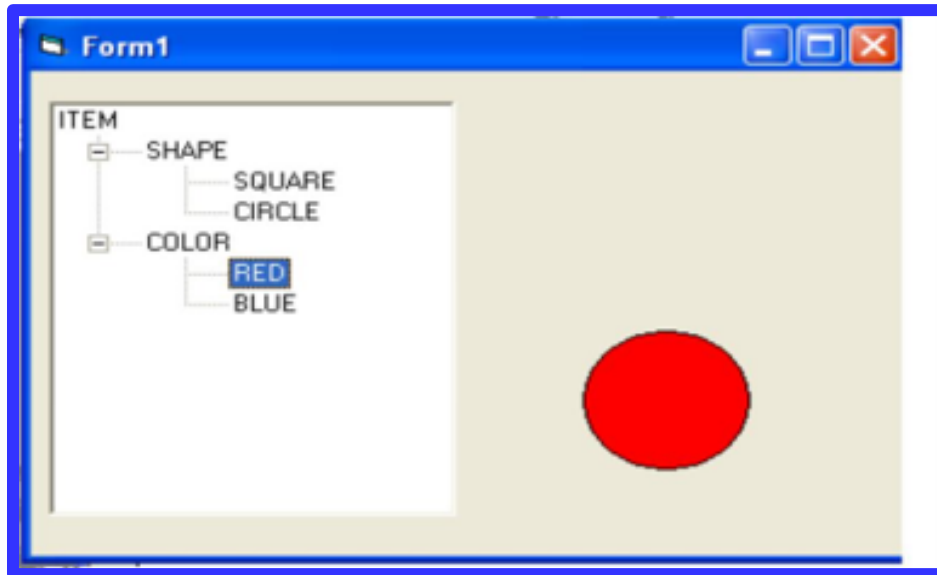 Form1
ITEM
SHAPE
SQUARE
CIRCLE
COLOR
RED
BLUE